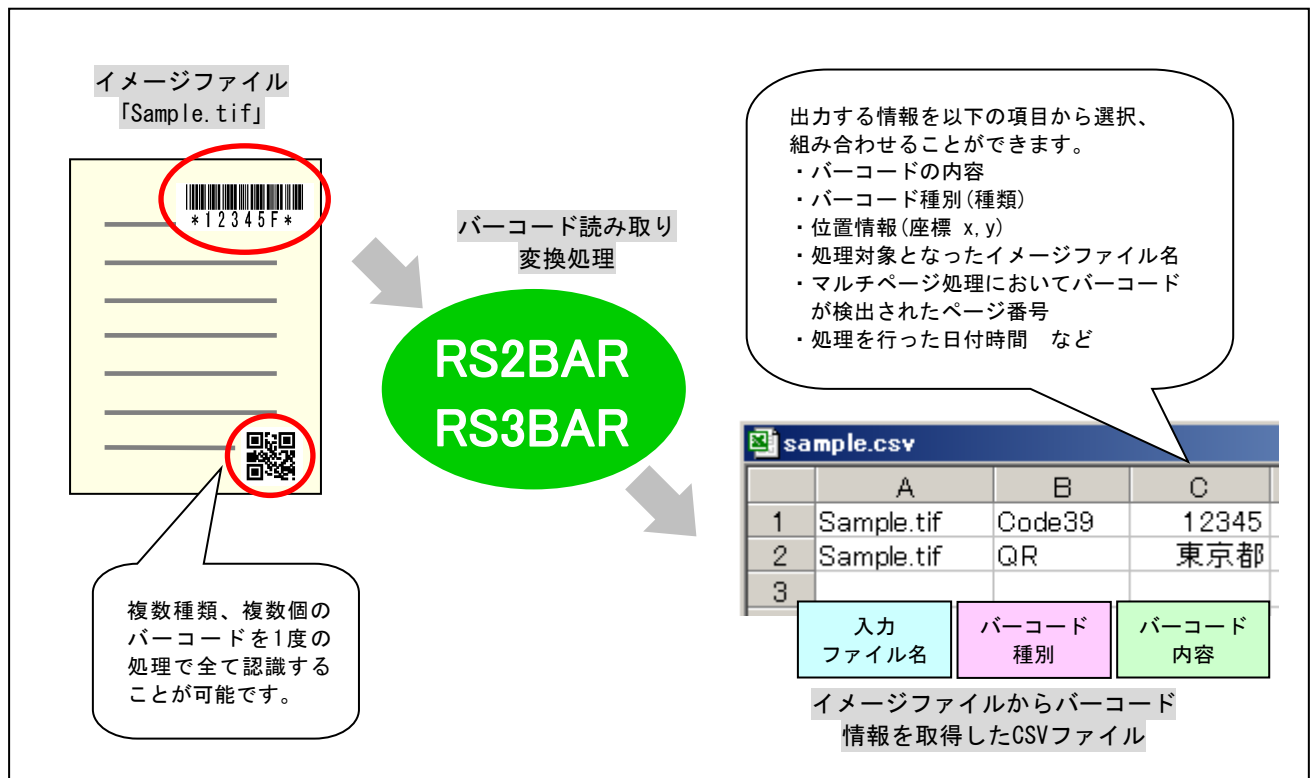 イメージファイル
「Sample.tif」
*12345F*
バーコード読み取り
変換処理
RS2BAR
RS3BAR
出力する情報を以下の項目から選択、
組み合わせることができます。
・バーコードの内容
・バーコード種別(種類)
・位置情報(座標 x,y)
・処理対象となったイメージファイル名
・マルチページ処理においてバーコード
が検出されたページ番号
・処理を行った日付時間　など
複数種類、複数個の
バーコードを1度の
処理で全て認識する
ことが可能です。
sample.csv
A B C
1 Sample.tif Code39 12345
2 Sample.tif QR 東京都
3
入力
ファイル名
バーコード
種別
バーコード
内容
イメージファイルからバーコード
情報を取得したCSVファイル